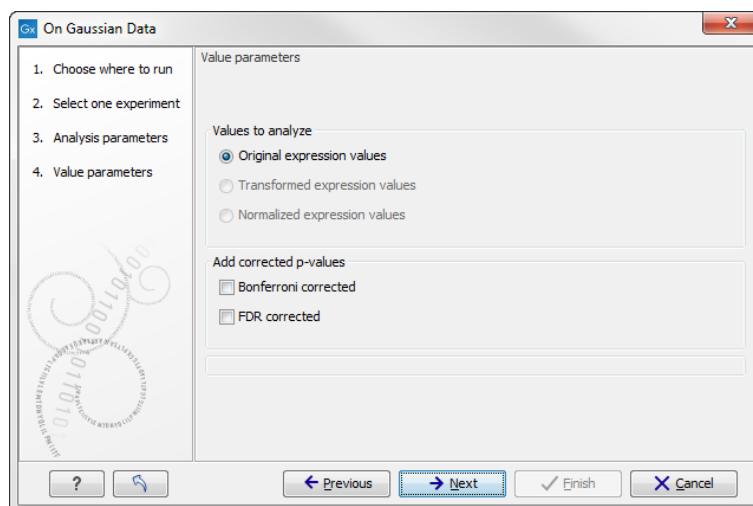 Gx On Gaussian Data
1. Choose where to run
2. Select one experiment
3. Analysis parameters
4. Value parameters
Value parameters
Values to analyze
Original expression values
Transformed expression values
Normalized expression values
Add corrected p-values
Bonferroni corrected
FDR corrected
?
Previous
Next
Finish
Cancel